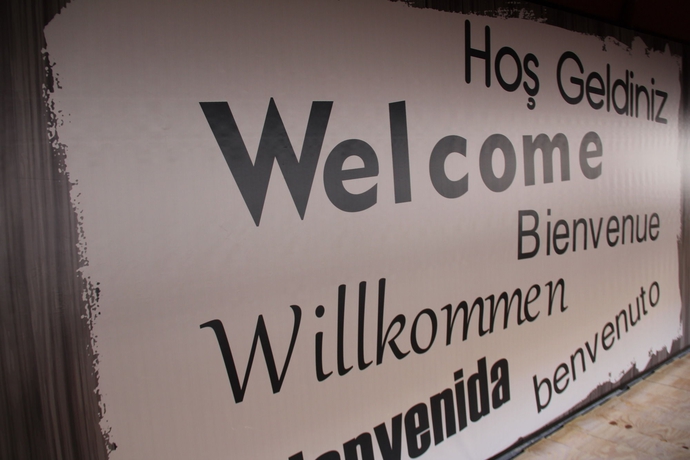 Hoş Geldiniz
Welcome
Bienvenue
Willkommen
benvenuto